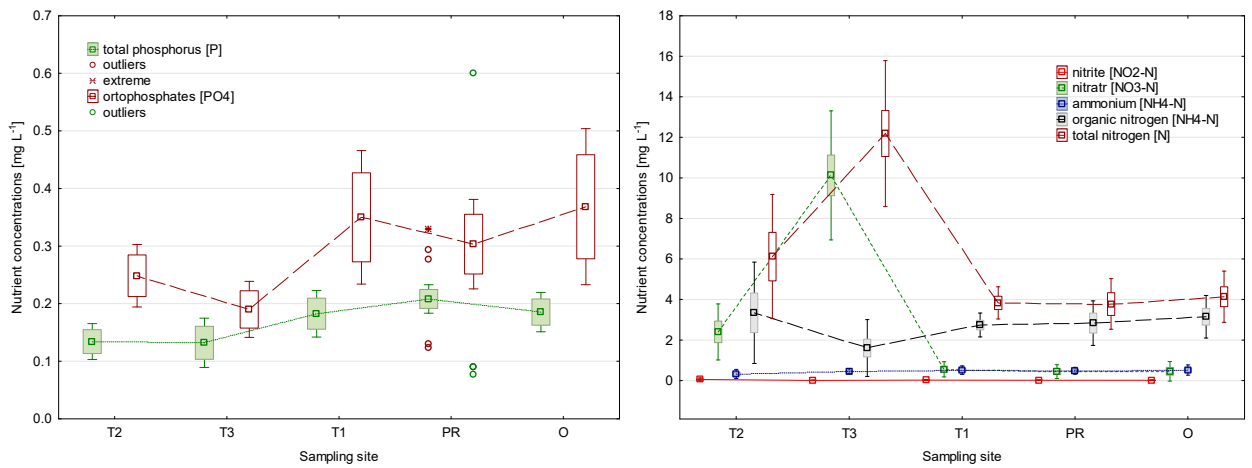 0.7
0.6
0.5
0.4
0.3
0.2
0.1
0.0
Nutrient concentrations [mg L⁻¹]
total phosphorus [P]
outliers
extreme
ortophosphates [PO4]
outliers
T2
T3
T1
PR
O
Sampling site
18
16
14
12
10
8
6
4
2
0
Nutrient concentrations [mg L⁻¹]
nitrite [NO2-N]
nitratr [NO3-N]
ammonium [NH4-N]
organic nitrogen [NH4-N]
total nitrogen [N]
T2
T3
T1
PR
O
Sampling site